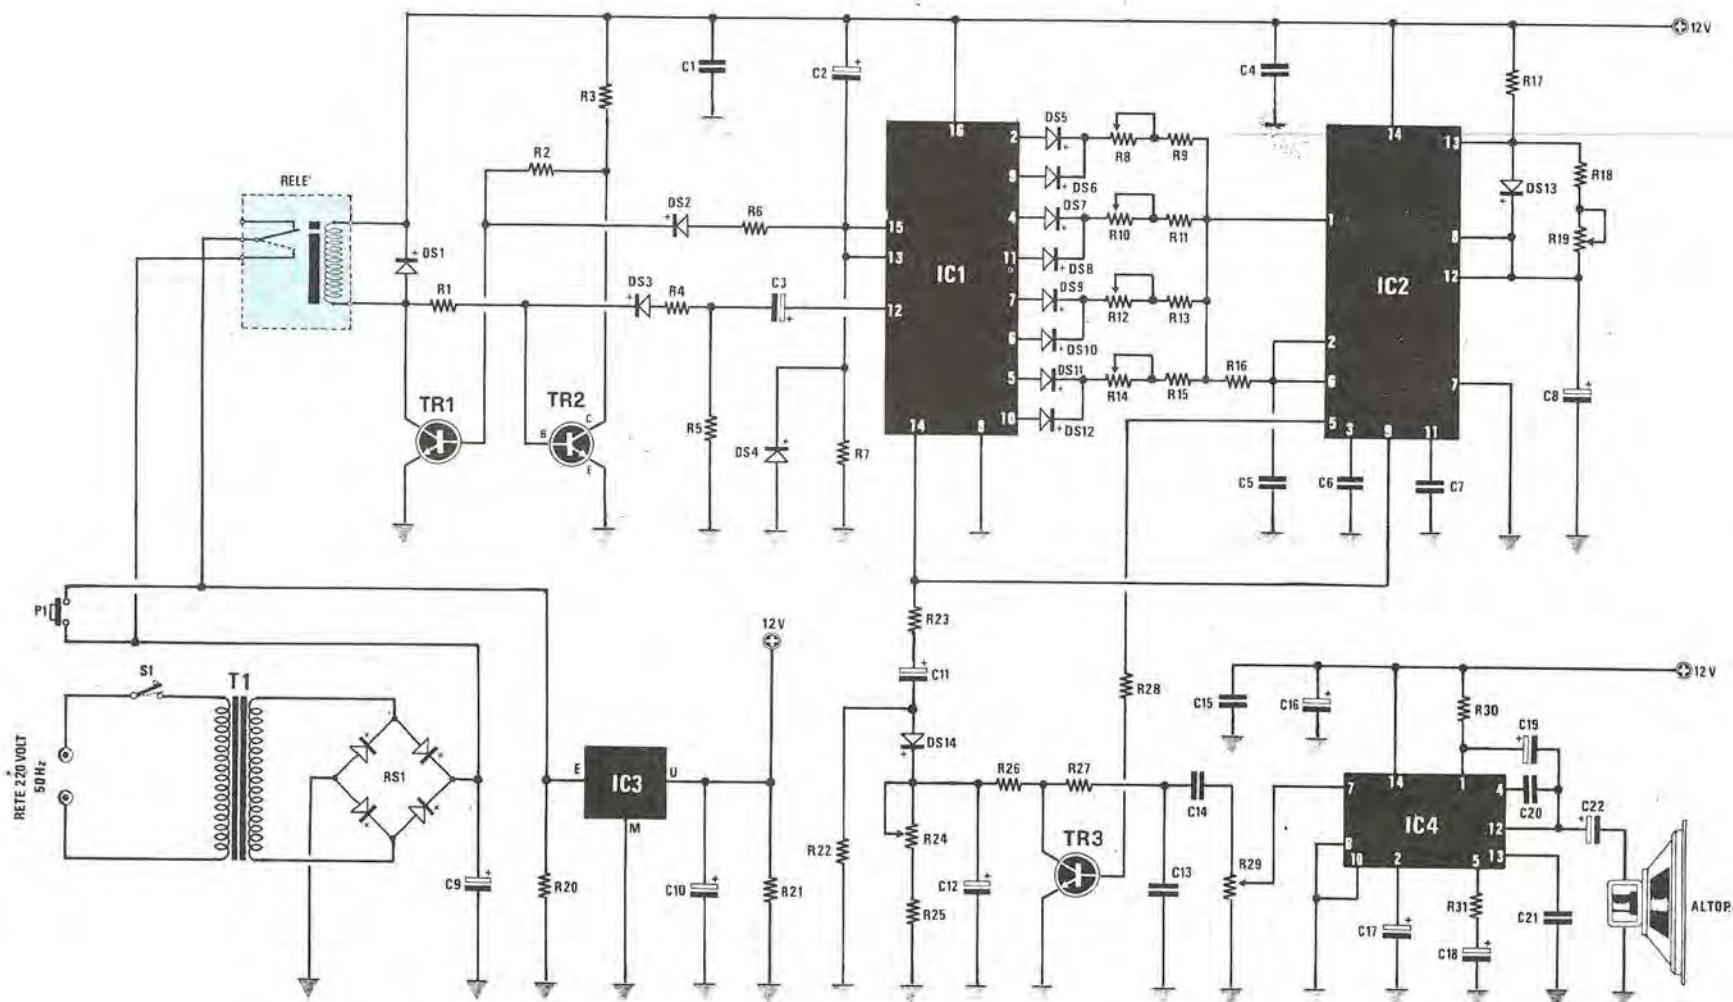 12V
C1
C2
C4
R3
R17
R2
16
2
DS5
R8
R9
14
13
RELE'
9
DS6
R18
DS13
DS2
R6
15
4
DS7
R10
R11
1
8
R19
DS1
13
IC1
11
DS8
IC2
12
R1
DS3
R4
C3
12
7
DS9
R12
R13
6
DS10
2
R16
5
DS11
R14
R15
6
7
C8
TR1
TR2
C
B
E
R5
DS4
R7
14
8
10
DS12
5
3
9
11
C5
C6
C7
P1
R23
12V
S1
T1
C11
R28
12V
C15
C16
R30
C19
RETE 220 VOLT
50Hz
RS1
E
IC3
U
M
DS14
R26
R27
C14
7
14
1
4
C20
C22
IC4
12
R22
R24
TR3
8
10
2
5
13
C9
R20
C10
R21
R25
C12
C13
R29
C17
R31
C18
C21
ALTOP.